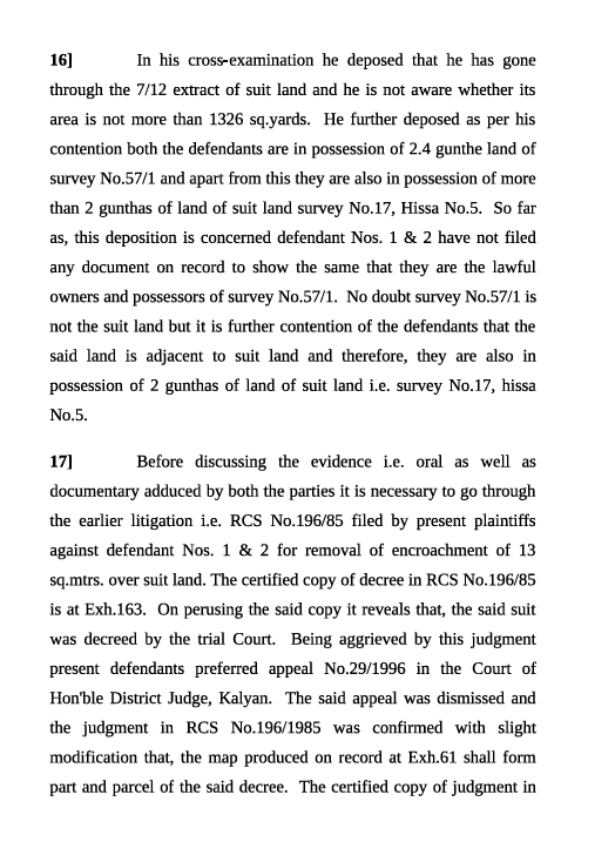 16] In his cross-examination he deposed that he has gone
through the 7/12 extract of suit land and he is not aware whether its
area is not more than 1326 sq.yards. He further deposed as per his
contention both the defendants are in possession of 2.4 gunthe land of
survey No.57/1 and apart from this they are also in possession of more
than 2 gunthas of land of suit land survey No.17, Hissa No.5. So far
as, this deposition is concerned defendant Nos. 1 & 2 have not filed
any document on record to show the same that they are the lawful
owners and possessors of survey No.57/1. No doubt survey No.57/1 is
not the suit land but it is further contention of the defendants that the
said land is adjacent to suit land and therefore, they are also in
possession of 2 gunthas of land of suit land i.e. survey No.17, hissa
No.5.
17] Before discussing the evidence i.e. oral as well as
documentary adduced by both the parties it is necessary to go through
the earlier litigation i.e. RCS No.196/85 filed by present plaintiffs
against defendant Nos. 1 & 2 for removal of encroachment of 13
sq.mtrs. over suit land. The certified copy of decree in RCS No.196/85
is at Exh.163. On perusing the said copy it reveals that, the said suit
was decreed by the trial Court. Being aggrieved by this judgment
present defendants preferred appeal No.29/1996 in the Court of
Hon'ble District Judge, Kalyan. The said appeal was dismissed and
the judgment in RCS No.196/1985 was confirmed with slight
modification that, the map produced on record at Exh.61 shall form
part and parcel of the said decree. The certified copy of judgment in